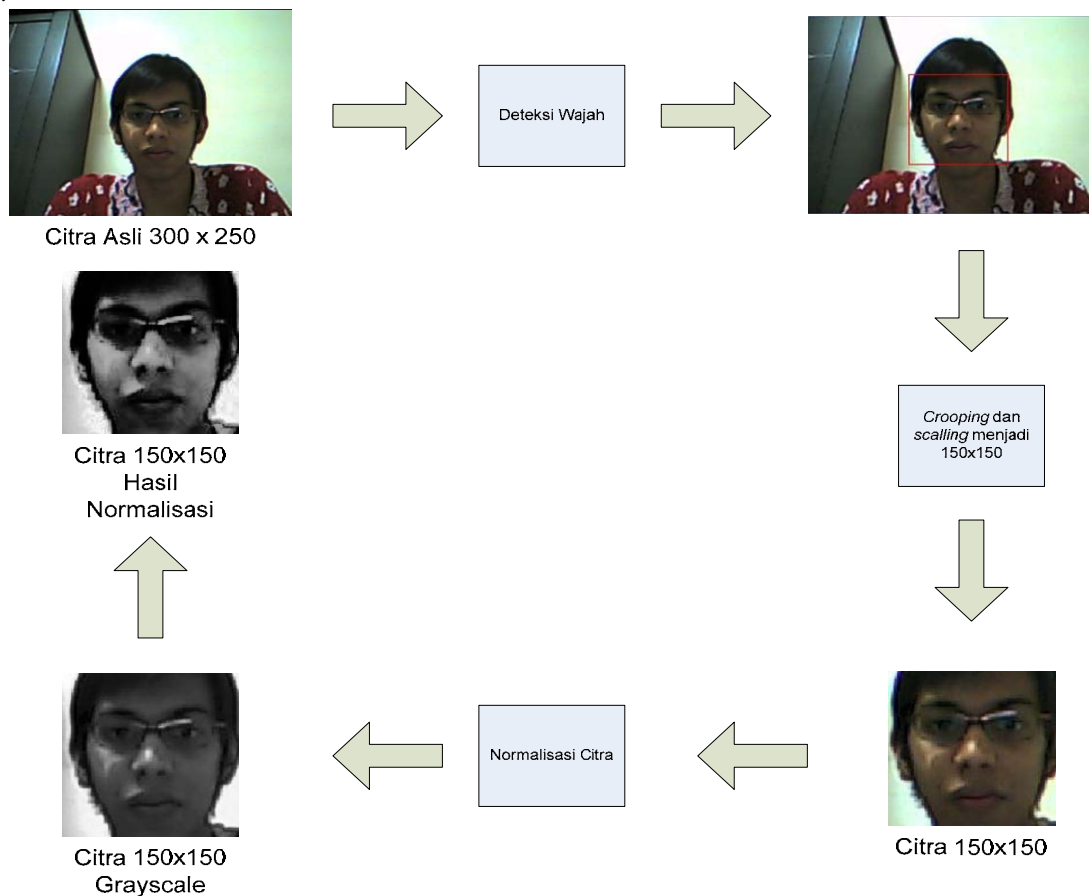 Deteksi Wajah
Citra Asli 300 x 250
Crooping dan
scalling menjadi
150x150
Citra 150x150
Hasil
Normalisasi
Normalisasi Citra
Citra 150x150
Citra 150x150
Grayscale